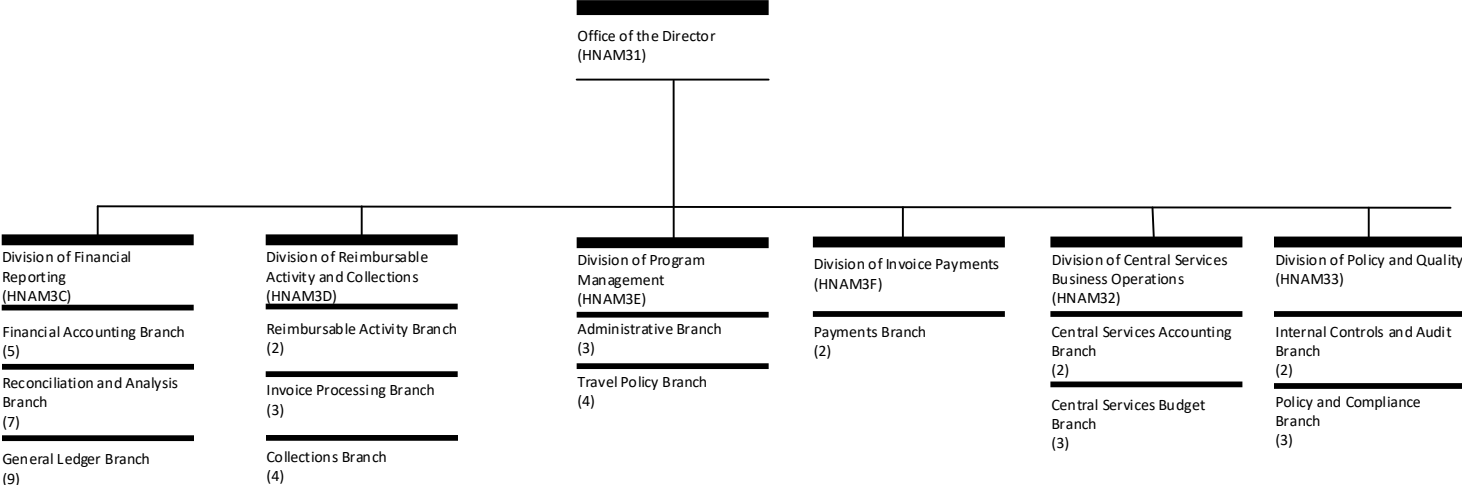 Office of the Director
(HNAM31)
Division of Financial
Reporting
(HNAM3C)
Financial Accounting Branch
(5)
Reconciliation and Analysis
Branch
(7)
General Ledger Branch
(9)
Division of Reimbursable
Activity and Collections
(HNAM3D)
Reimbursable Activity Branch
(2)
Invoice Processing Branch
(3)
Collections Branch
(4)
Division of Program
Management
(HNAM3E)
Administrative Branch
(3)
Travel Policy Branch
(4)
Division of Invoice Payments
(HNAM3F)
Payments Branch
(2)
Division of Central Services
Business Operations
(HNAM32)
Central Services Accounting
Branch
(2)
Central Services Budget
Branch
(3)
Division of Policy and Quality
(HNAM33)
Internal Controls and Audit
Branch
(2)
Policy and Compliance
Branch
(3)